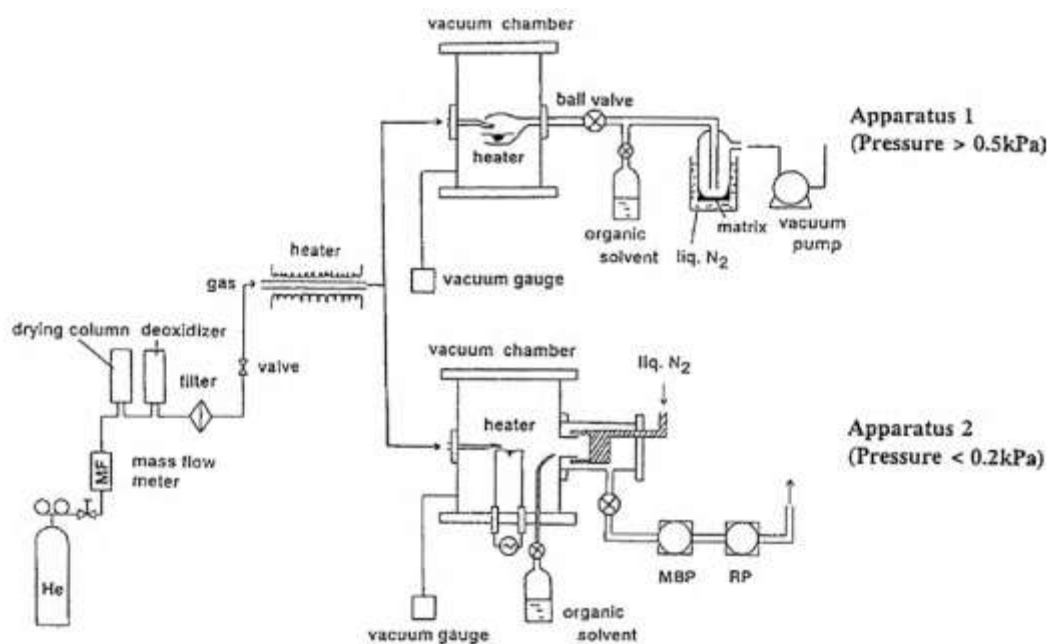 vacuum chamber
ball valve
Apparatus 1
(Pressure > 0.5kPa)
heater
organic
solvent
matrix
liq. N2
vacuum
pump
vacuum gauge
heater
gas
drying column
deoxidizer
filter
valve
MF
mass flow
meter
He
vacuum chamber
liq. N2
heater
Apparatus 2
(Pressure < 0.2kPa)
MBP
RP
organic
solvent
vacuum gauge